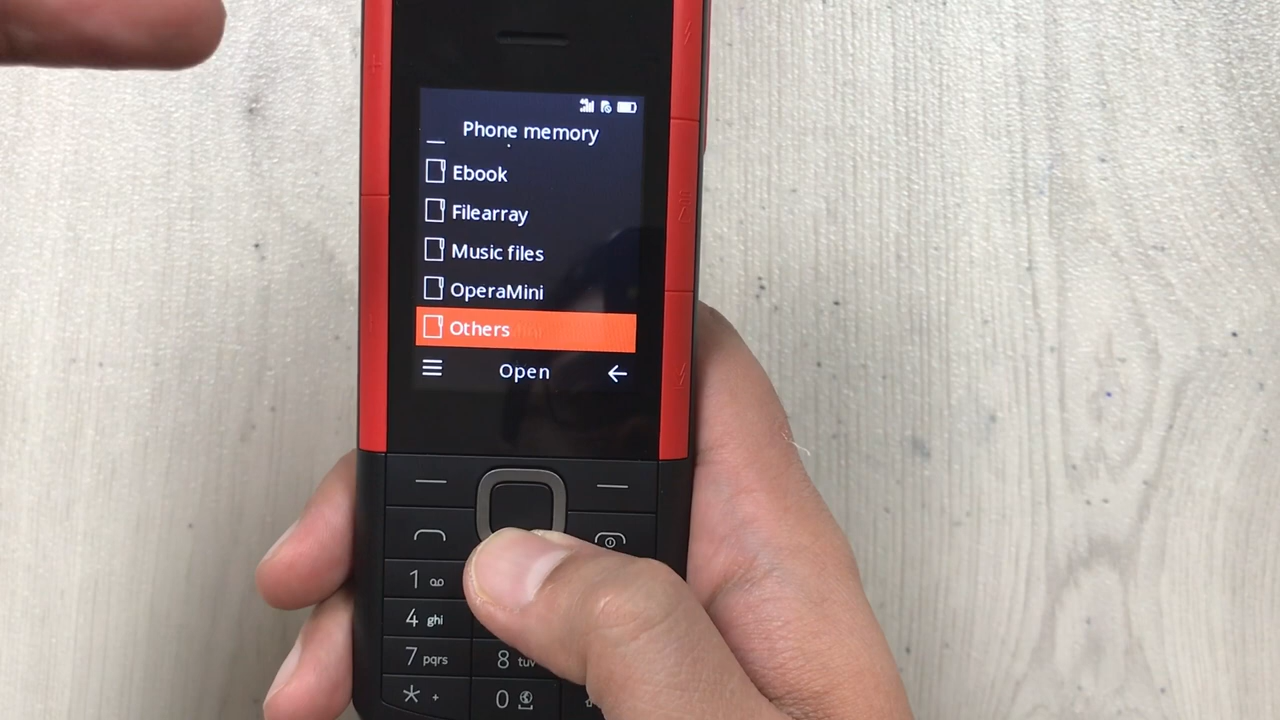 Phone memory
Ebook
Filearray
Music files
OperaMini
Others
Open
1
4 ghi
7 pqrs
8 tuv
* +
0